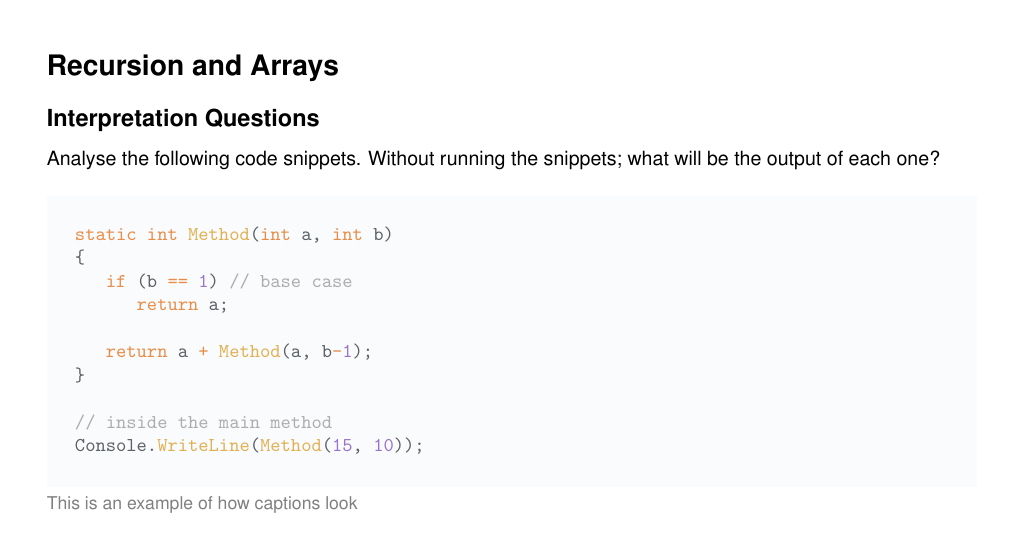 Recursion and Arrays
Interpretation Questions
Analyse the following code snippets. Without running the snippets; what will be the output of each one?
static int Method(int a, int b)
{
   if (b == 1) // base case
      return a;

   return a + Method(a, b-1);
}

// inside the main method
Console.WriteLine(Method(15, 10));
This is an example of how captions look